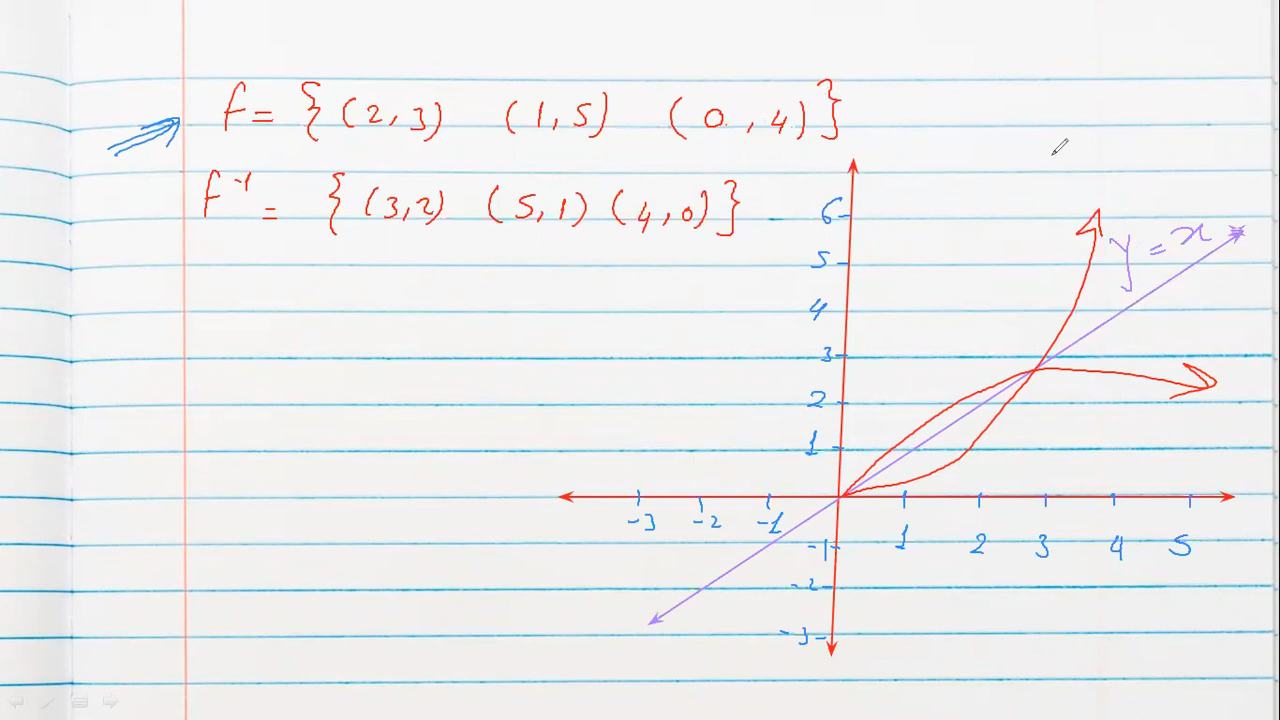 f = {(2,3) (1,5) (0,4)}
f⁻¹ = {(3,2) (5,1) (4,0)}
6
y = x
5
4
3
2
1
-3 -2 -1
-1 1 2 3 4 5
-2
-3